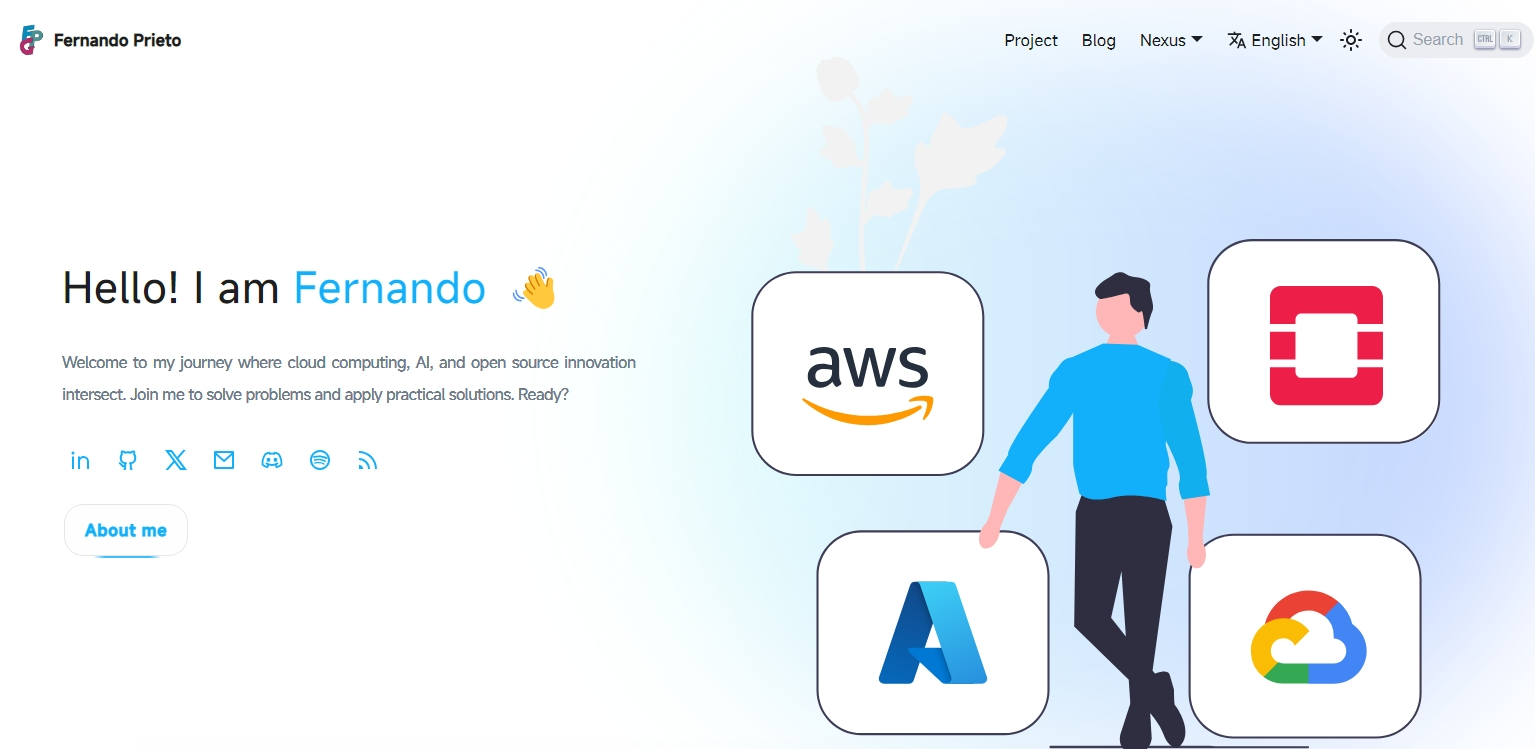 Fernando Prieto
Project Blog Nexus English Search CTRL K
Hello! I am Fernando
Welcome to my journey where cloud computing, AI, and open source innovation
intersect. Join me to solve problems and apply practical solutions. Ready?
in
About me
aws